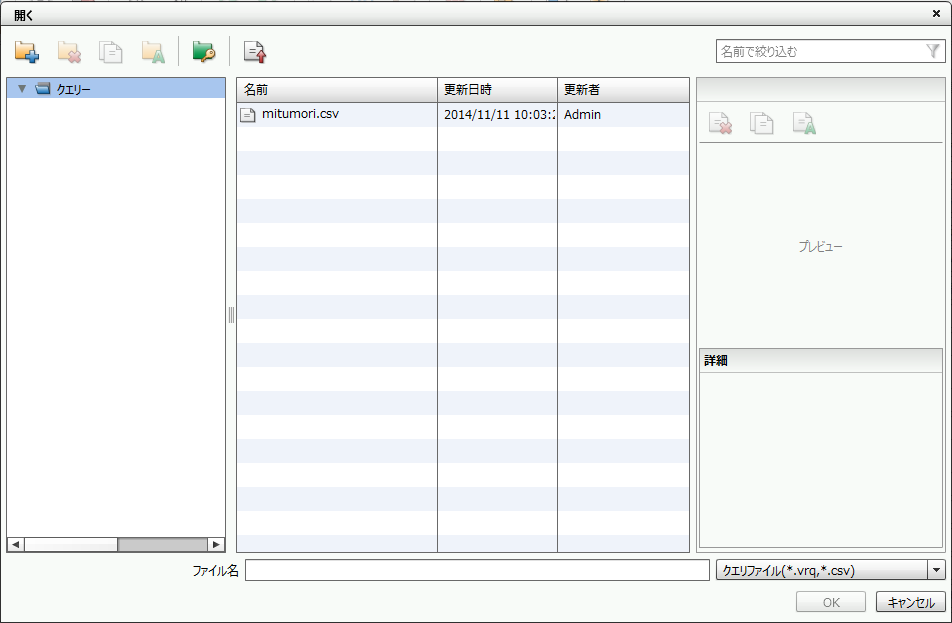 開く
名前で絞り込む
クエリー
名前 更新日時 更新者
mitumori.csv 2014/11/11 10:03:2 Admin
プレビュー
詳細
ファイル名
クエリファイル(*.vrq,*.csv)
OK キャンセル